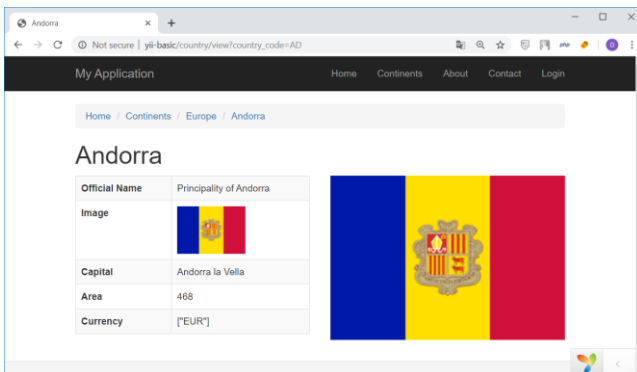 Andorra
Not secure | yii-basic/country/view?country_code=AD
My Application Home Continents About Contact Login
Home / Continents / Europe / Andorra
Andorra
Official Name Principality of Andorra
Image
Capital Andorra la Vella
Area 468
Currency ["EUR"]